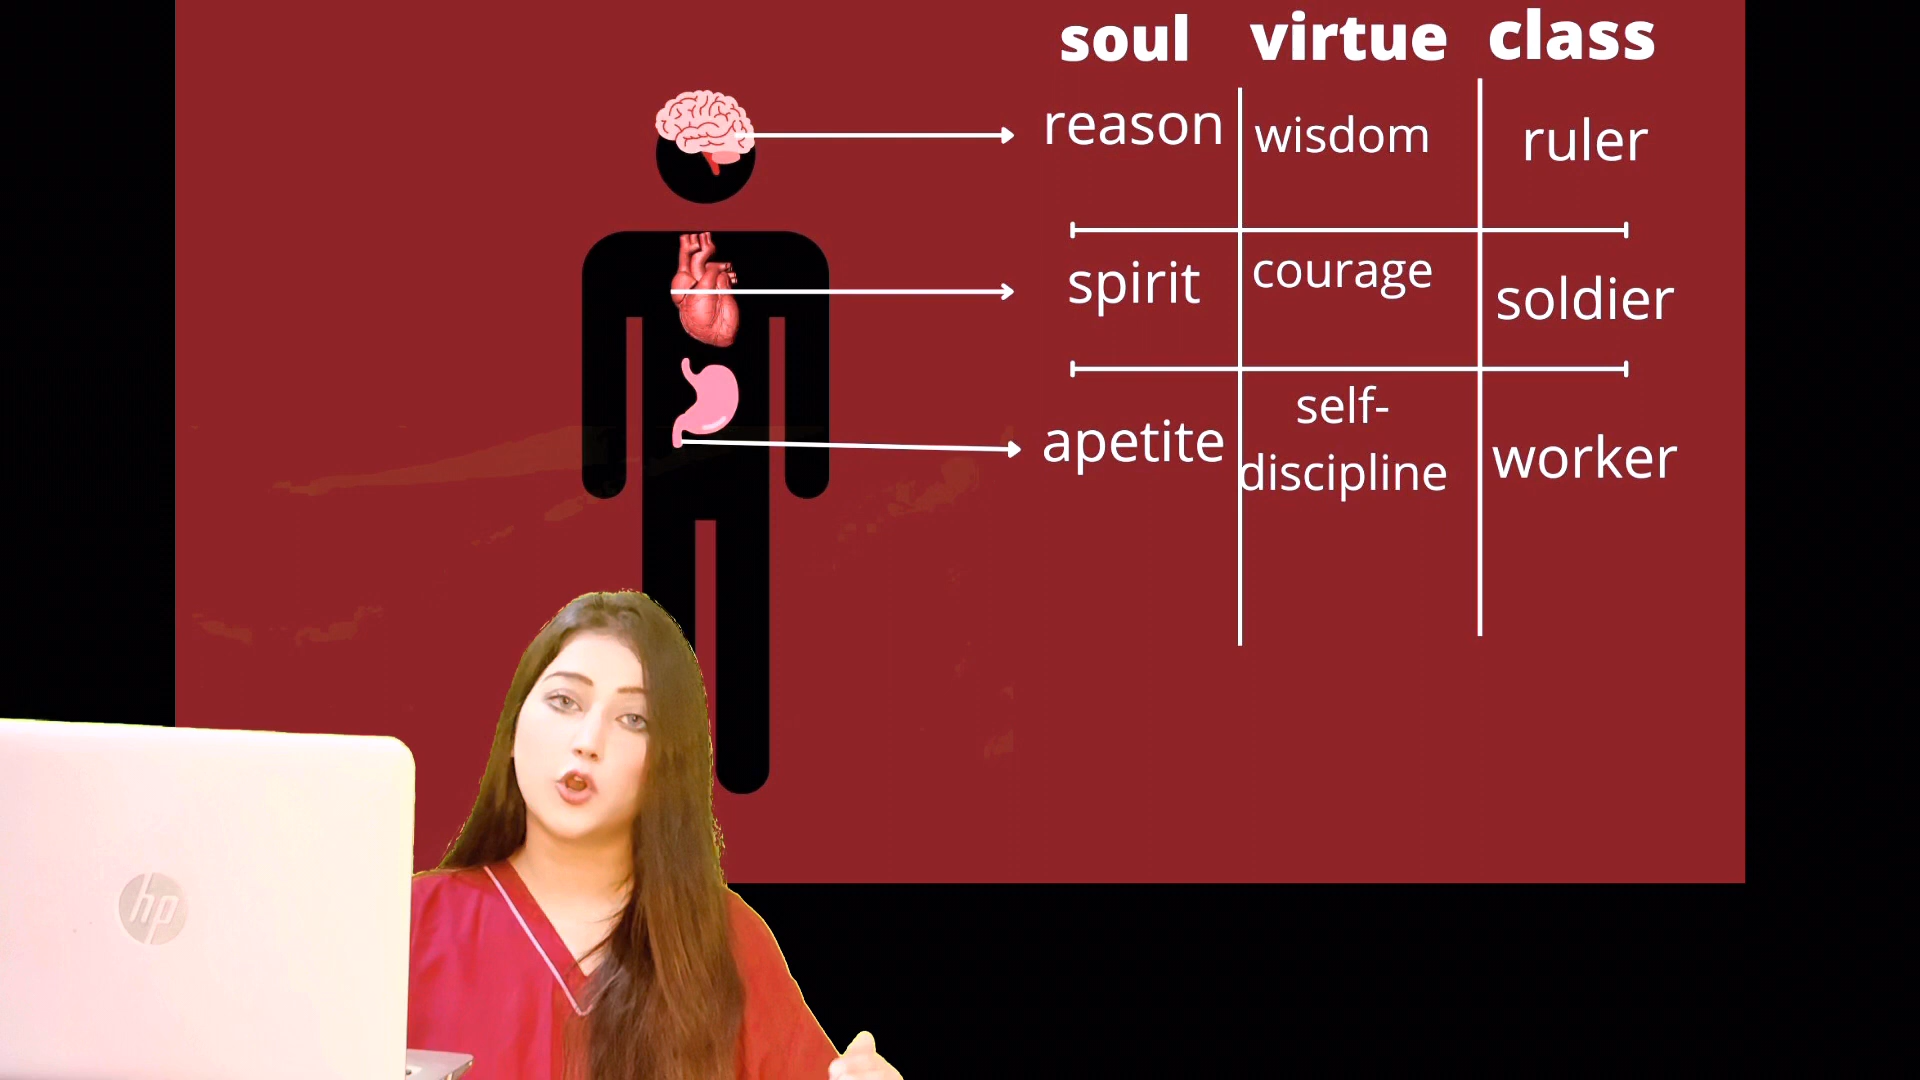 soul virtue class
reason wisdom ruler
spirit courage soldier
apetite self-discipline worker
hp